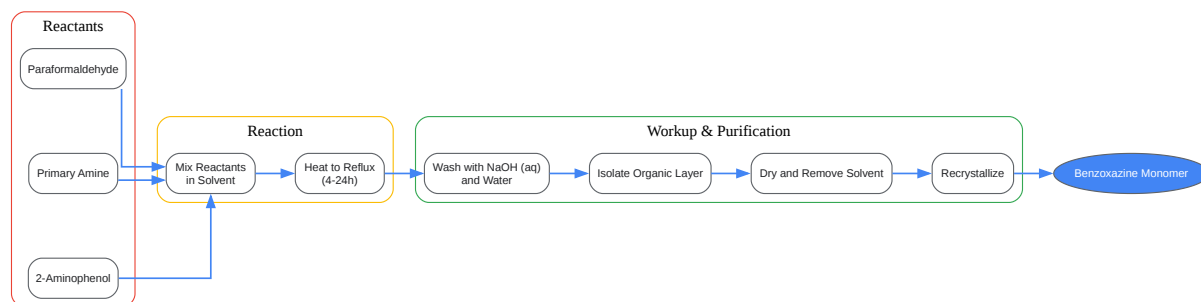 Reactants
Paraformaldehyde
Primary Amine
2-Aminophenol
Reaction
Mix Reactants
in Solvent
Heat to Reflux
(4-24h)
Workup & Purification
Wash with NaOH (aq)
and Water
Isolate Organic Layer
Dry and Remove Solvent
Recrystallize
Benzoxazine Monomer